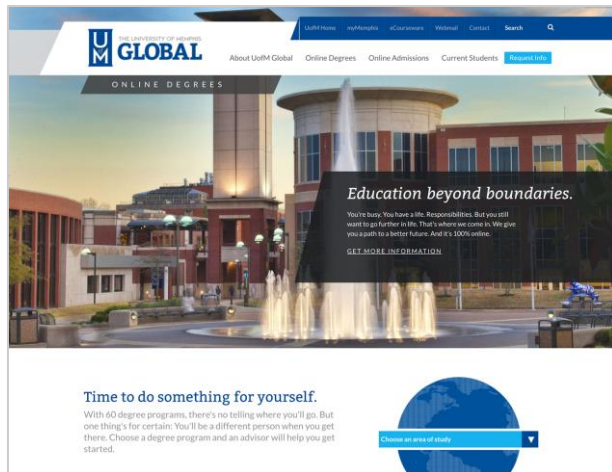 UofM Home myMemphis eCourseware Webmail Contact Search
UM
THE UNIVERSITY OF MEMPHIS
GLOBAL
About UofM Global Online Degrees Online Admissions Current Students Request Info
ONLINE DEGREES
Education beyond boundaries.
You're busy. You have a life. Responsibilities. But you still
want to go further in life. That's where we come in. We give
you a path to a better future. And it's 100% online.
GET MORE INFORMATION
Time to do something for yourself.
With 60 degree programs, there's no telling where you'll go. But
one thing's for certain: You'll be a different person when you get
there. Choose a degree program and an advisor will help you get
started.
Choose an area of study